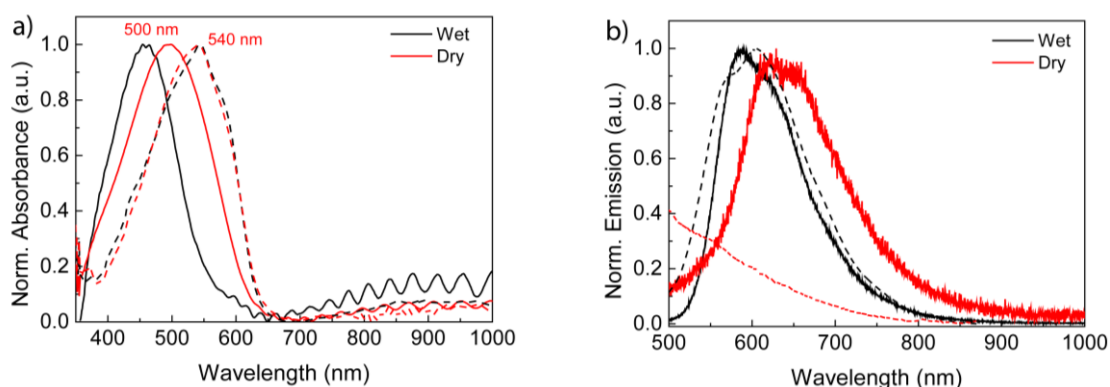 a)
500 nm
540 nm
Wet
Dry
Norm. Absorbance (a.u.)
1.0
0.8
0.6
0.4
0.2
0.0
400 500 600 700 800 900 1000
Wavelength (nm)
b)
Wet
Dry
Norm. Emission (a.u.)
1.0
0.8
0.6
0.4
0.2
0.0
500 600 700 800 900 1000
Wavelength (nm)